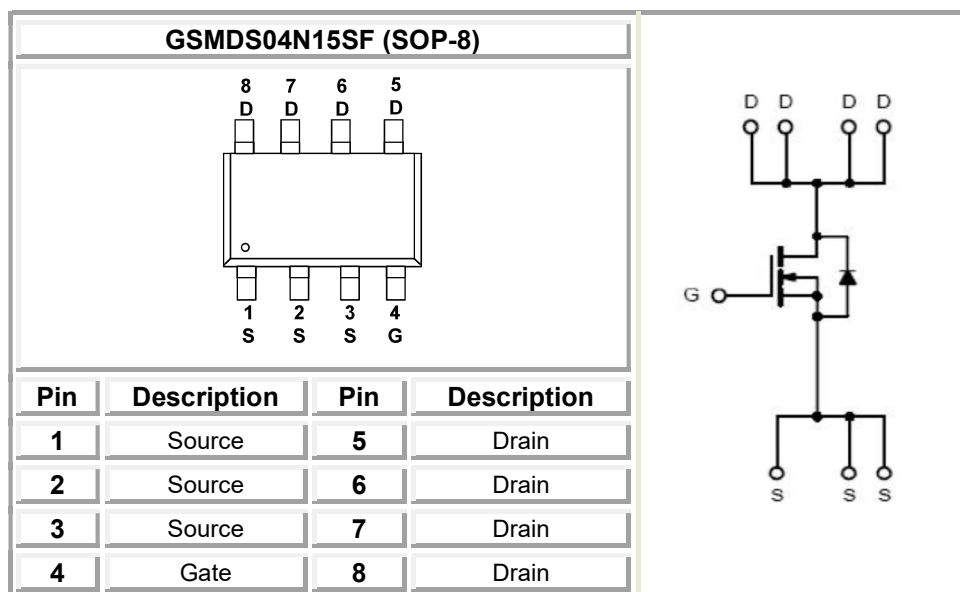 GSMDS04N15SF (SOP-8)
8 7 6 5
D D D D
1 2 3 4
S S S G
Pin Description Pin Description
1 Source 5 Drain
2 Source 6 Drain
3 Source 7 Drain
4 Gate 8 Drain
D D D D
G
S S S